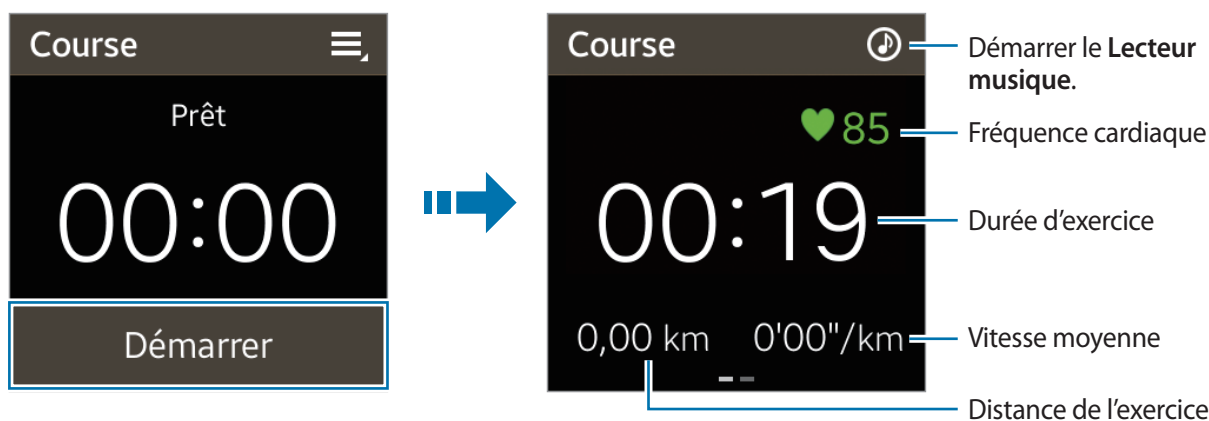 Course
Prêt
00:00
Démarrer
Course
85
00:19
0,00 km 0'00"/km
Démarrer le Lecteur
musique.
Fréquence cardiaque
Durée d'exercice
Vitesse moyenne
Distance de l'exercice